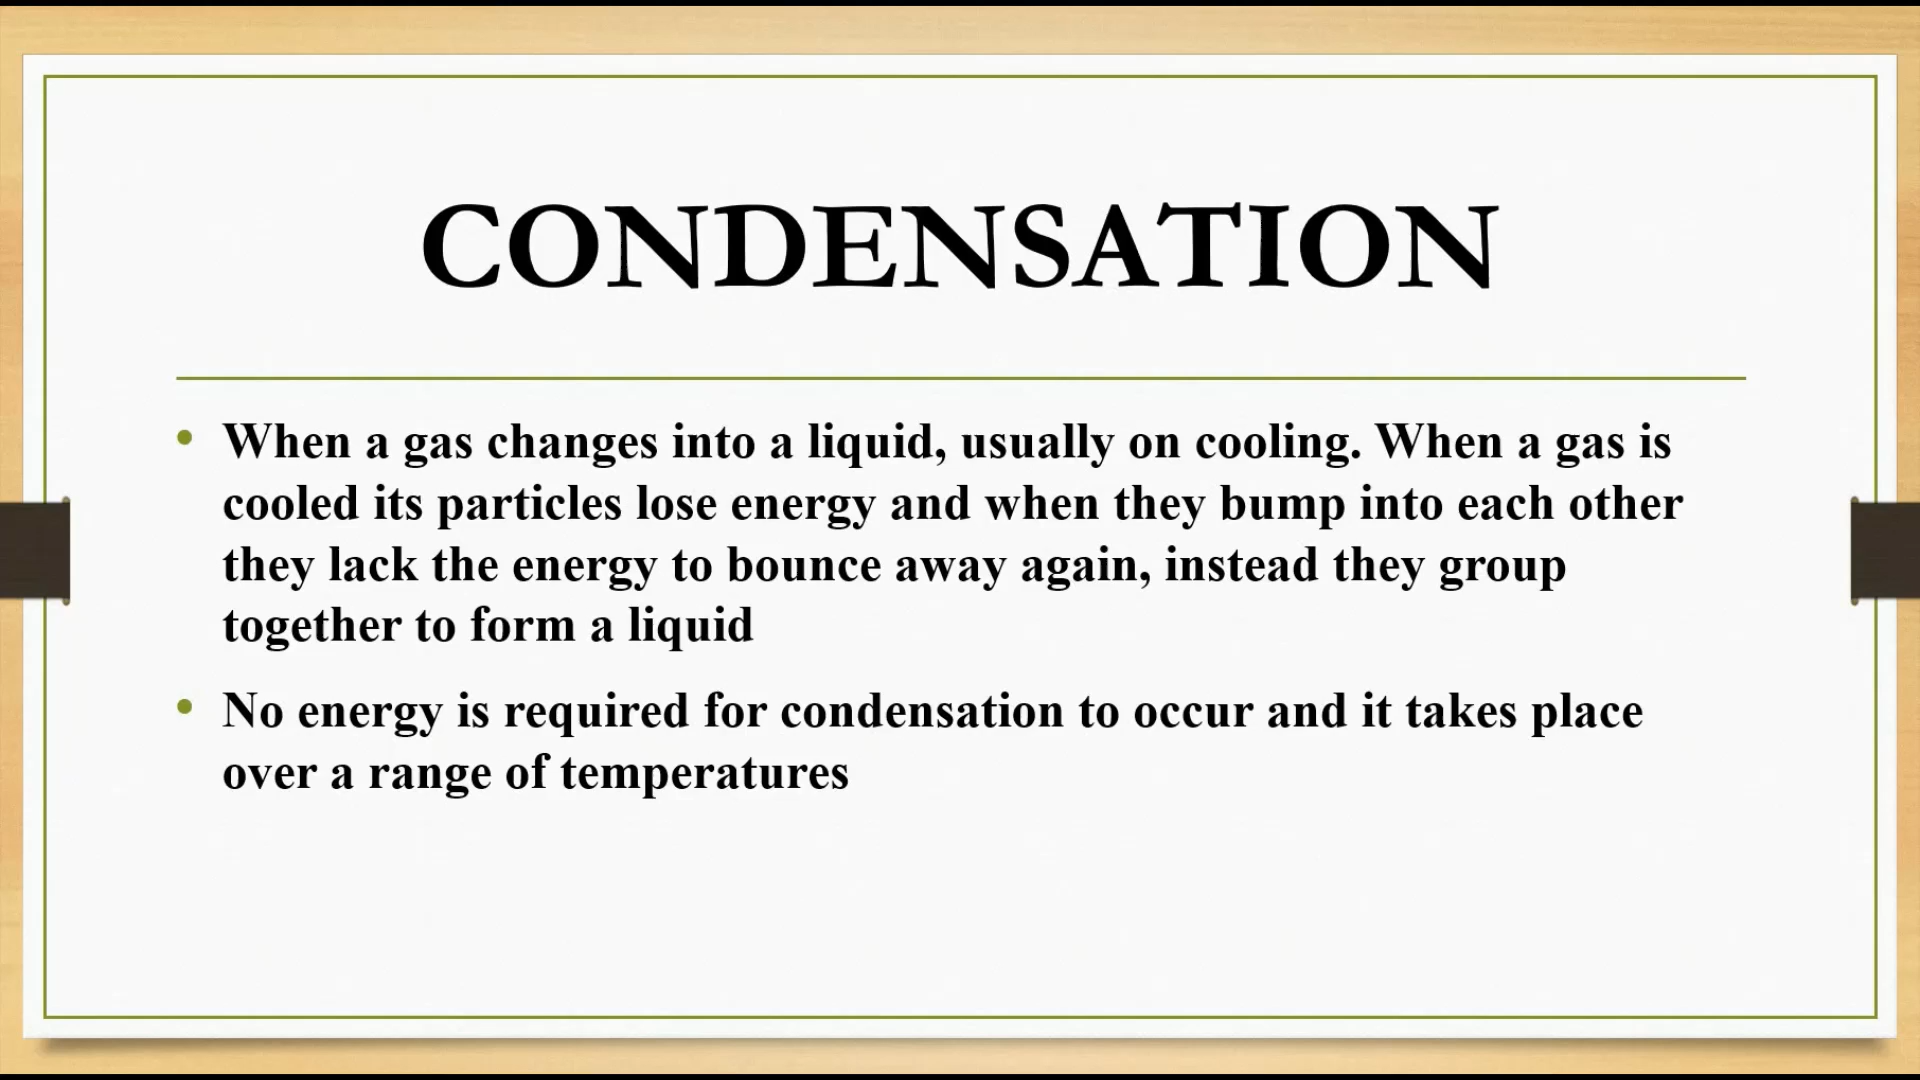 CONDENSATION
• When a gas changes into a liquid, usually on cooling. When a gas is
cooled its particles lose energy and when they bump into each other
they lack the energy to bounce away again, instead they group
together to form a liquid
• No energy is required for condensation to occur and it takes place
over a range of temperatures